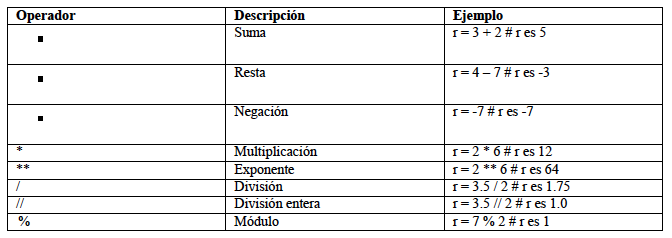 Operador Descripción Ejemplo
▪ Suma r = 3 + 2 # r es 5
▪ Resta r = 4 – 7 # r es -3
▪ Negación r = -7 # r es -7
* Multiplicación r = 2 * 6 # r es 12
** Exponente r = 2 ** 6 # r es 64
/ División r = 3.5 / 2 # r es 1.75
// División entera r = 3.5 // 2 # r es 1.0
% Módulo r = 7 % 2 # r es 1